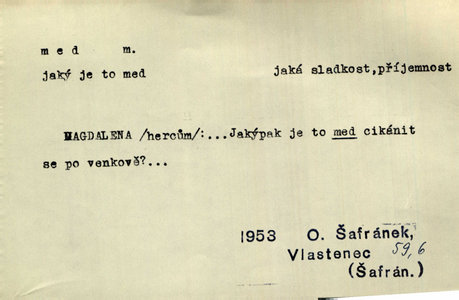 med m.
jaký je to med jaká sladkost,příjemnost
MAGDALENA /hercům/:...Jakýpak je to med cikánit
se po venkově?...
1953 O. Šafránek,
Vlastenec 59,6
(Šafrán.)